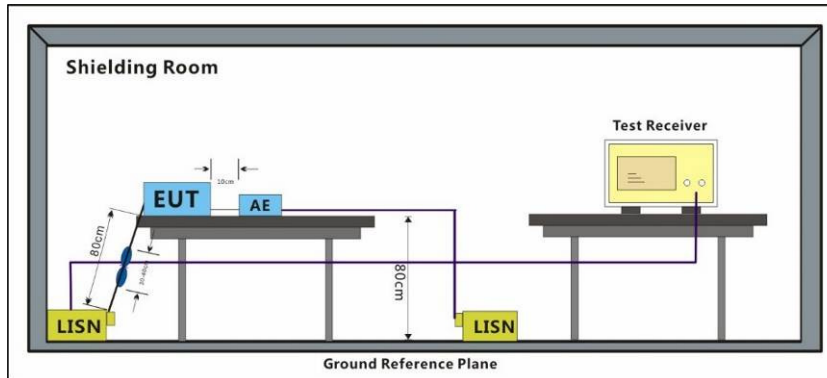 Shielding Room
Test Receiver
10cm
EUT
AE
80cm
80cm
LISN
LISN
Ground Reference Plane